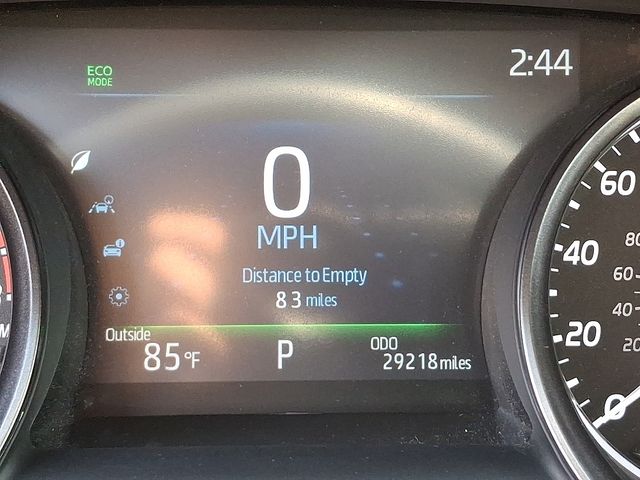 ECO
MODE
2:44
0
MPH
Distance to Empty
83 miles
Outside
85°F
P
ODO
29218 miles
60
40
20
0
80
60
40
20